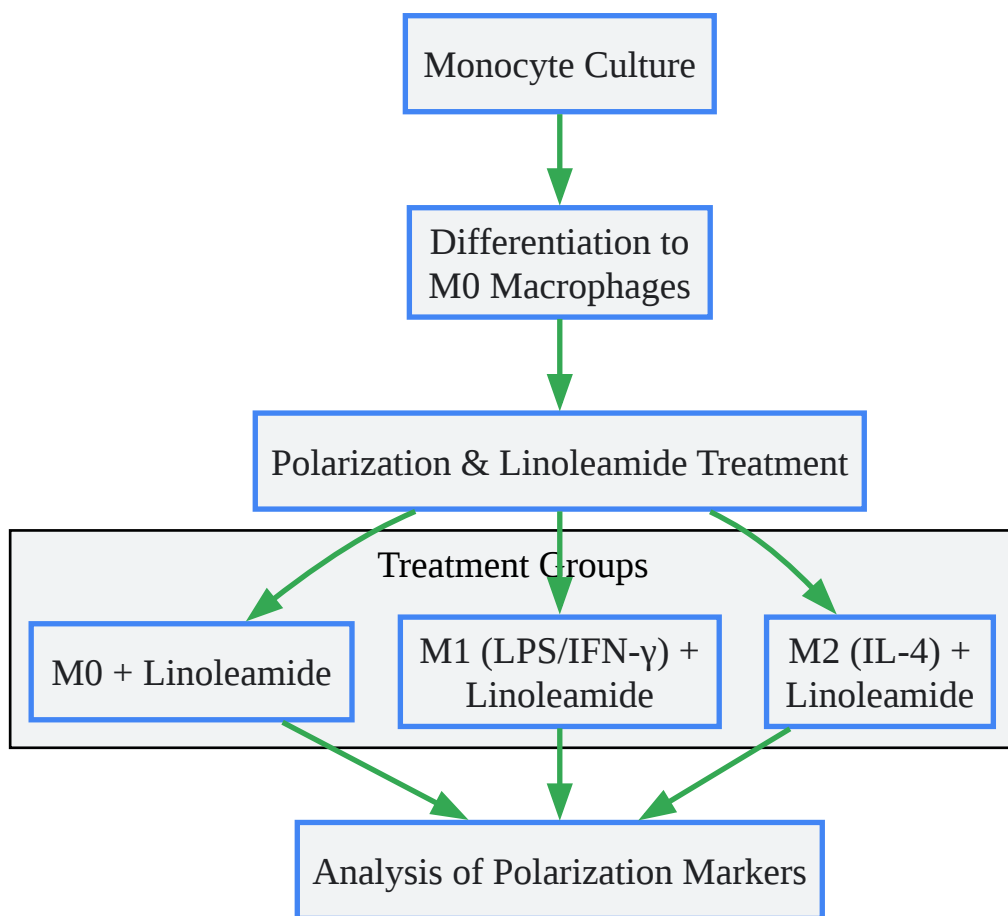 Monocyte Culture
Differentiation to
M0 Macrophages
Polarization & Linoleamide Treatment
Treatment Groups
M0 + Linoleamide
M1 (LPS/IFN-γ) +
Linoleamide
M2 (IL-4) +
Linoleamide
Analysis of Polarization Markers